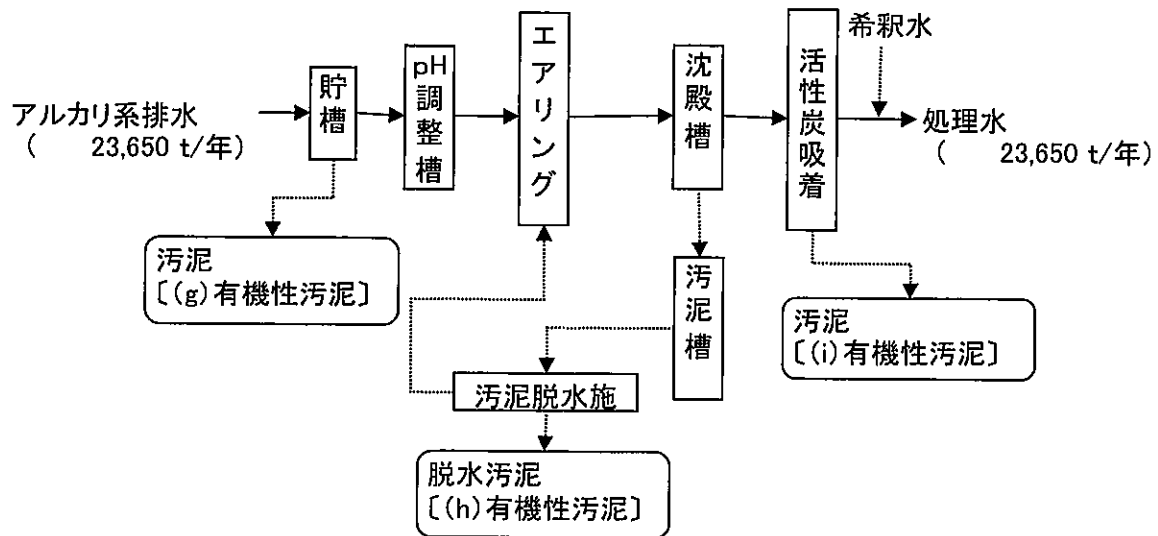 希釈水
アルカリ系排水
( 23,650 t/年)
貯槽
pH調整槽
エアリング
沈殿槽
活性炭吸着
処理水
( 23,650 t/年)
汚泥
〔(g)有機性汚泥〕
汚泥槽
汚泥
〔(i)有機性汚泥〕
汚泥脱水施
脱水汚泥
〔(h)有機性汚泥〕